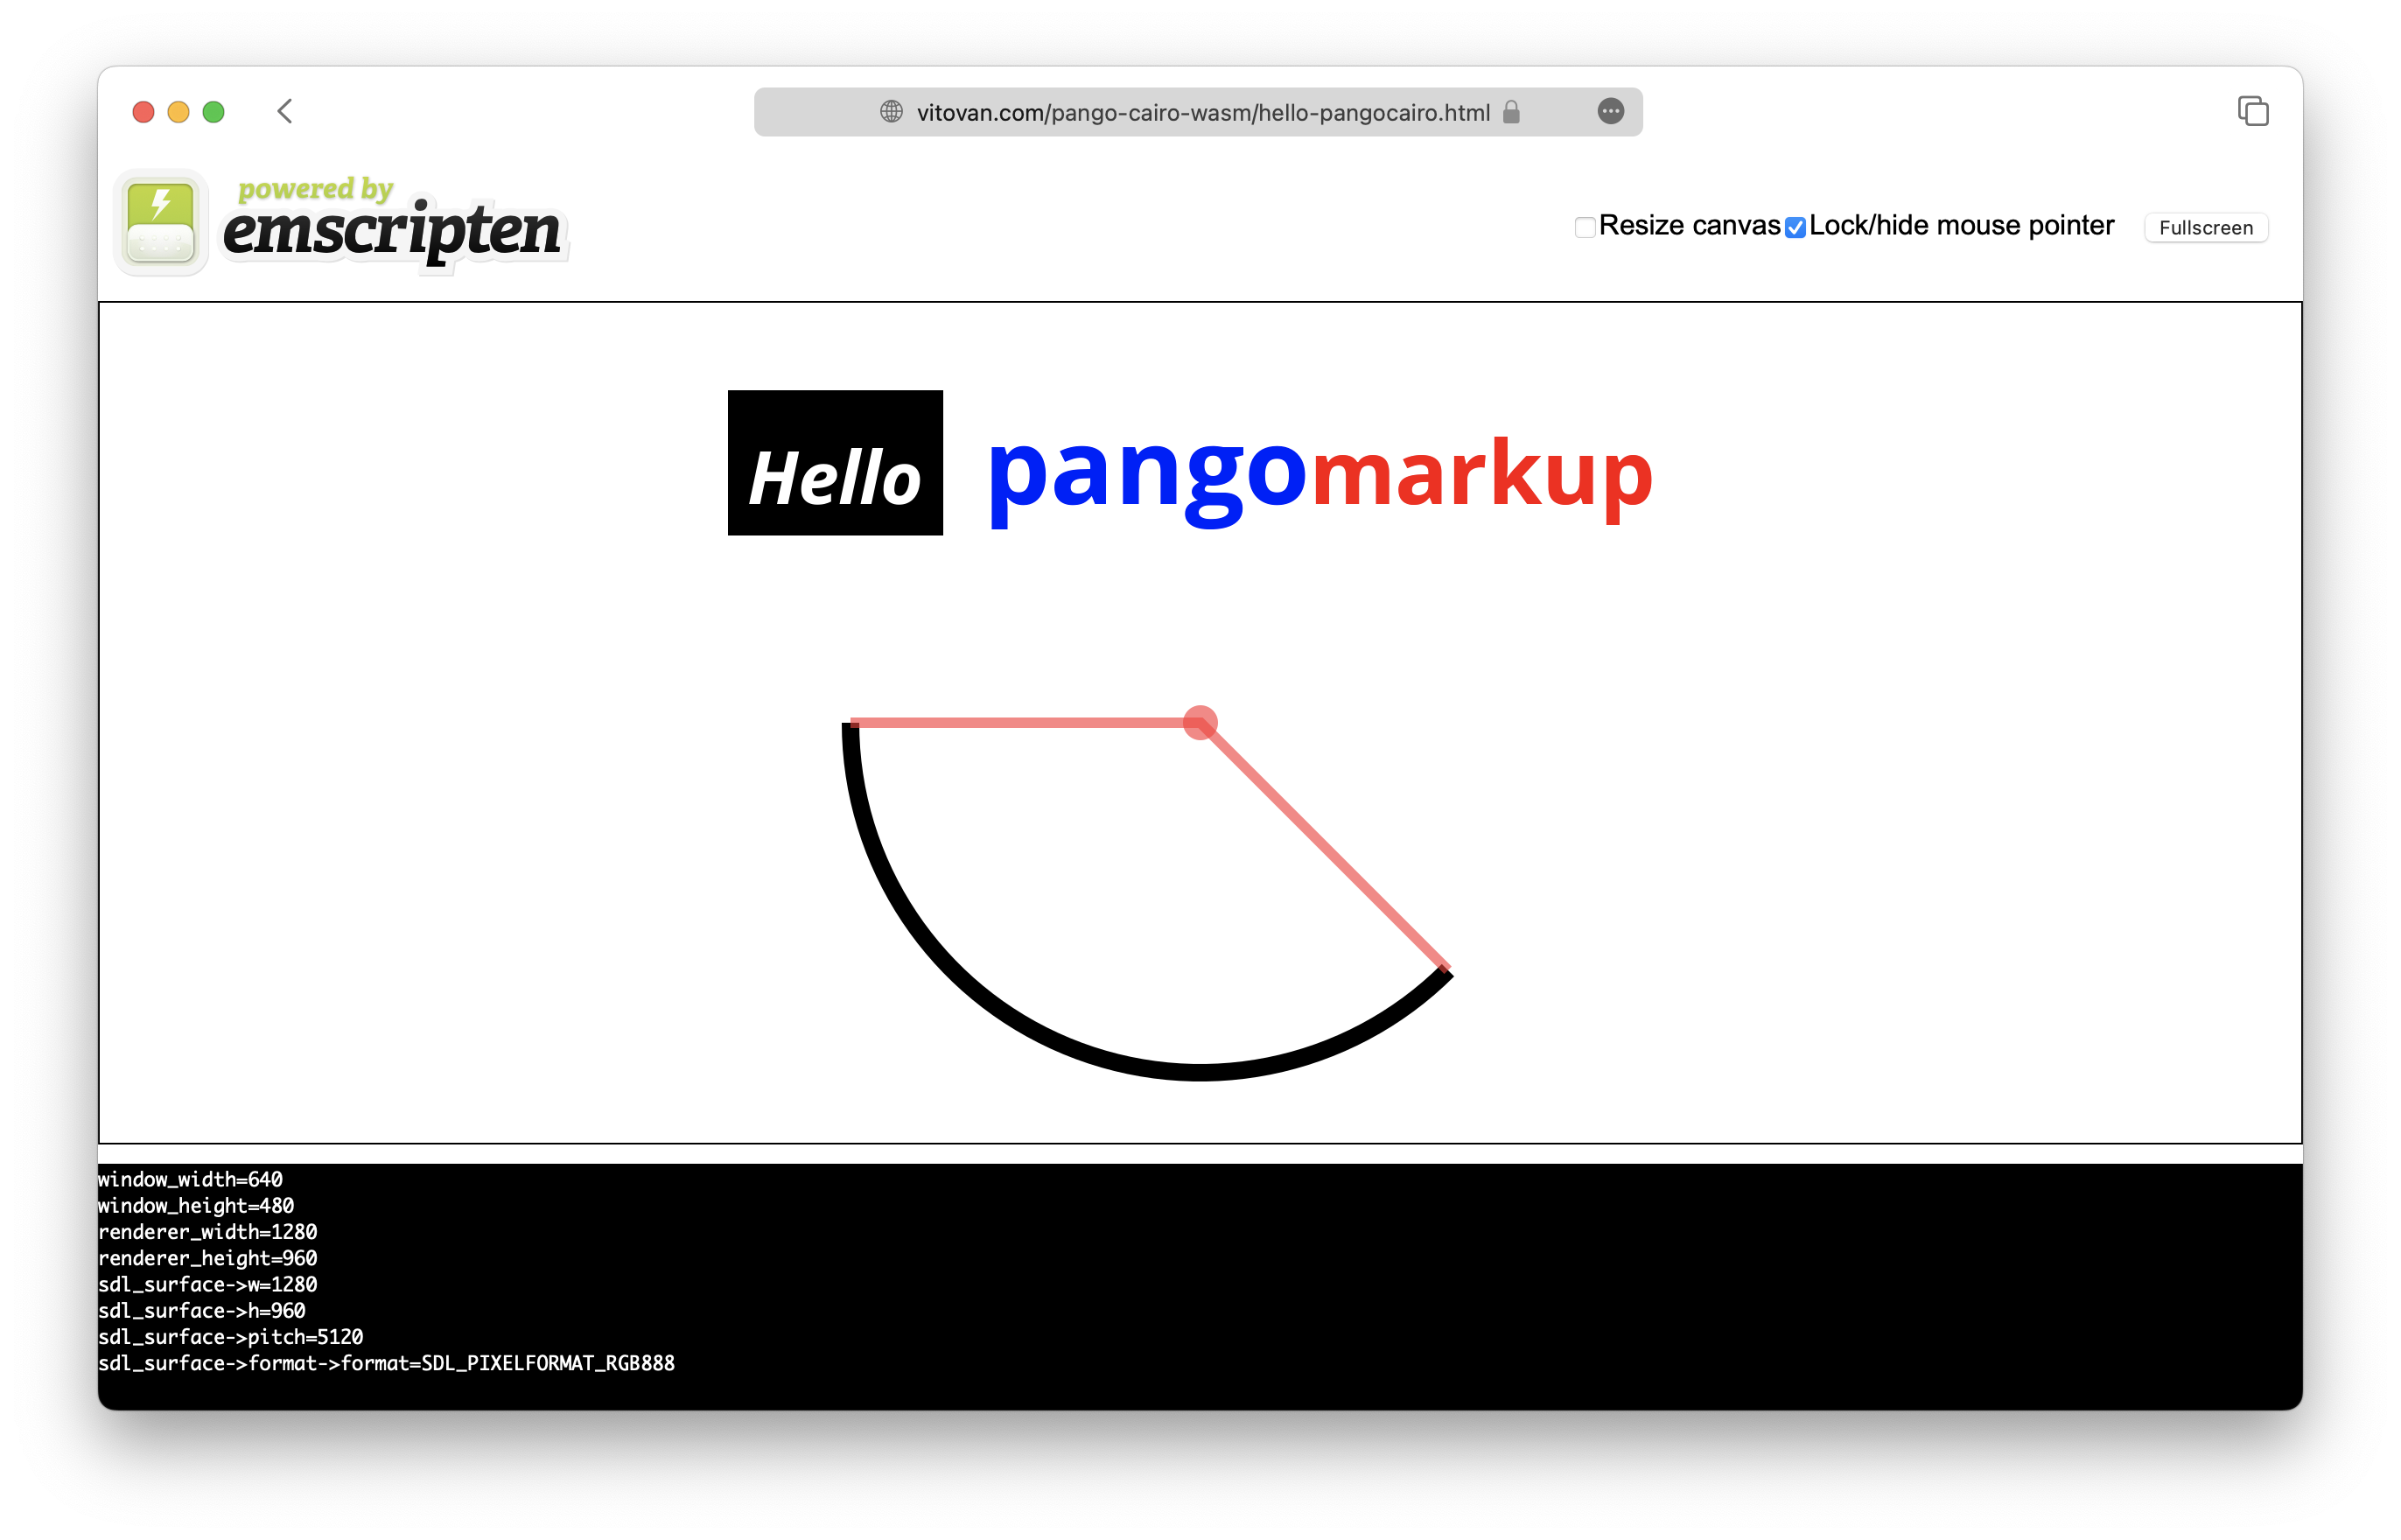 vitovan.com/pango-cairo-wasm/hello-pangocairo.html
powered by
emscripten
Resize canvas Lock/hide mouse pointer Fullscreen
Hello pangomarkup
window_width=640
window_height=480
renderer_width=1280
renderer_height=960
sdl_surface->w=1280
sdl_surface->h=960
sdl_surface->pitch=5120
sdl_surface->format->format=SDL_PIXELFORMAT_RGB888